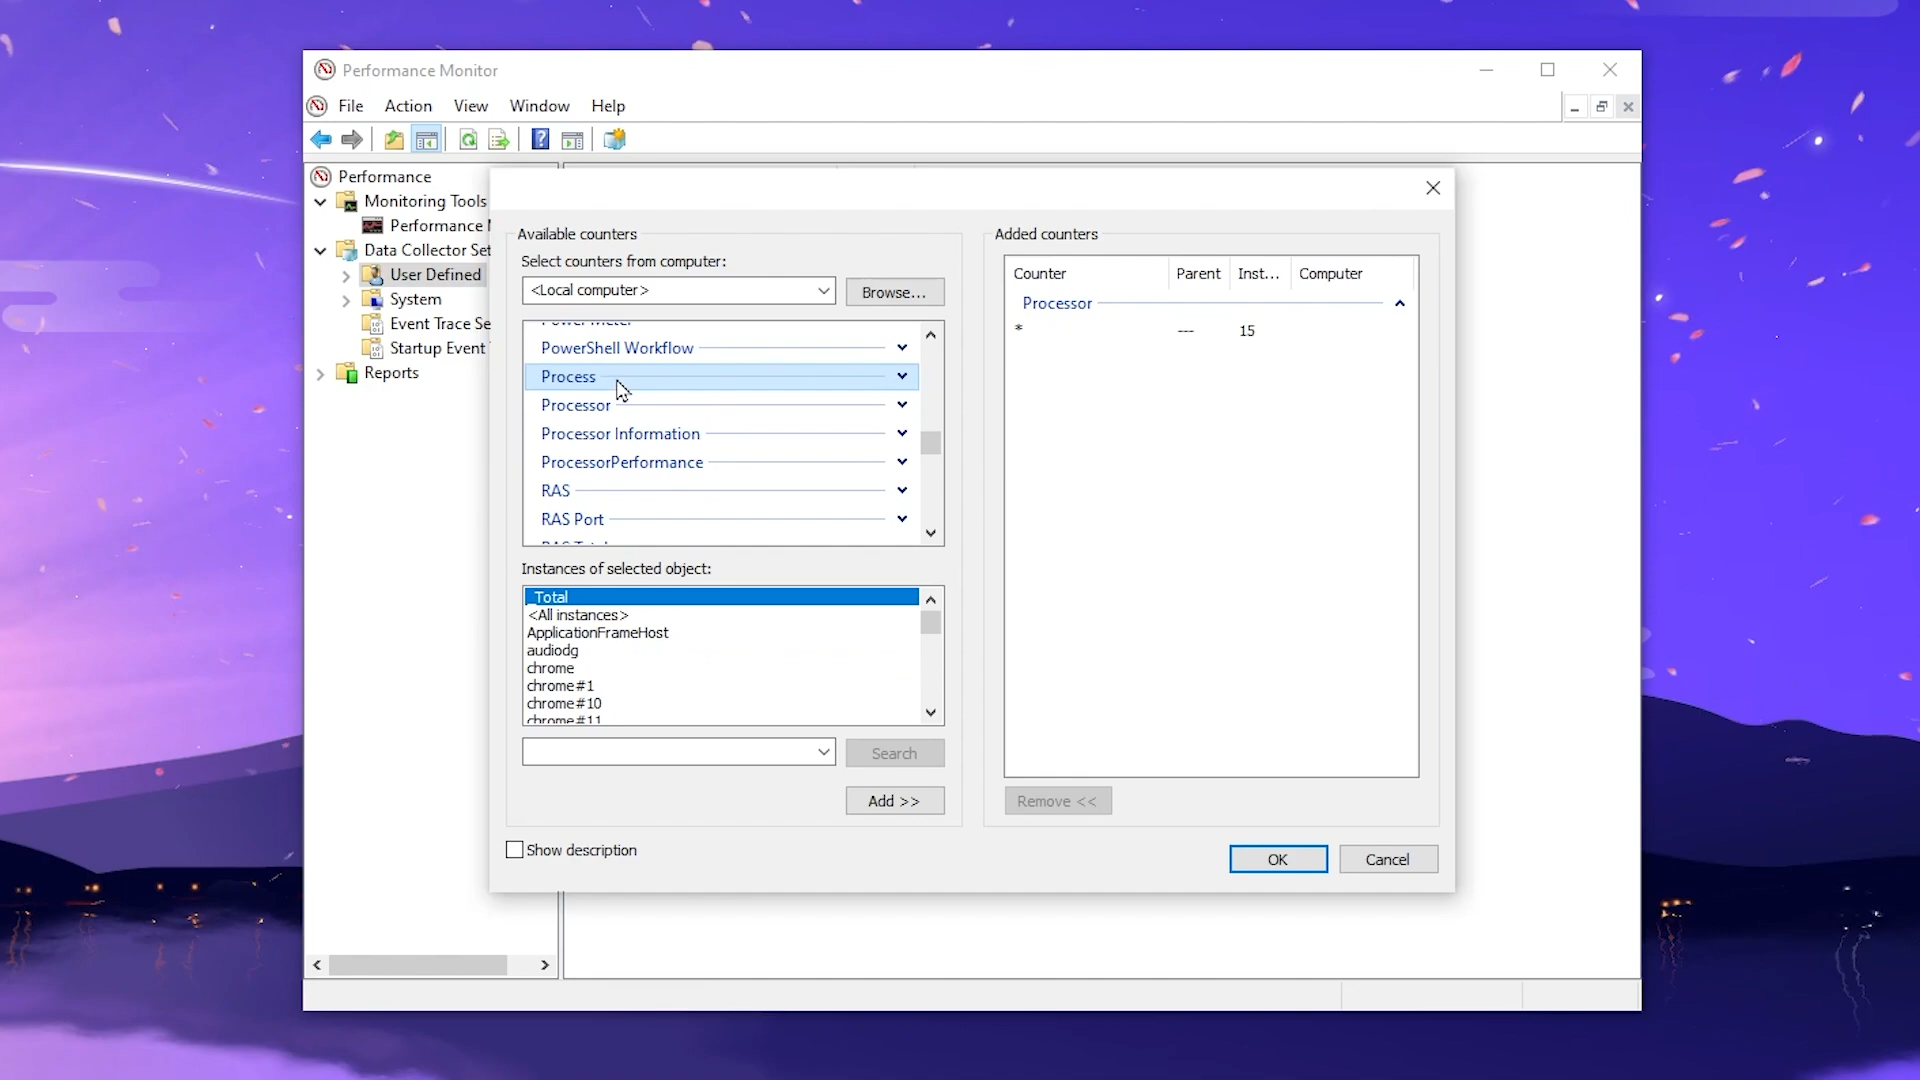 Performance Monitor
File Action View Window Help
Performance
Monitoring Tools
Performance M
Data Collector Set
User Defined
System
Event Trace Se
Startup Event
Reports
Available counters
Select counters from computer:
<Local computer>
Browse...
PowerShell Workflow
Process
Processor
Processor Information
ProcessorPerformance
RAS
RAS Port
Instances of selected object:
_Total
<All instances>
ApplicationFrameHost
audiodg
chrome
chrome#1
chrome#10
chrome#11
Search
Add >>
Show description
Added counters
Counter Parent Inst... Computer
Processor
* --- 15
Remove <<
OK
Cancel